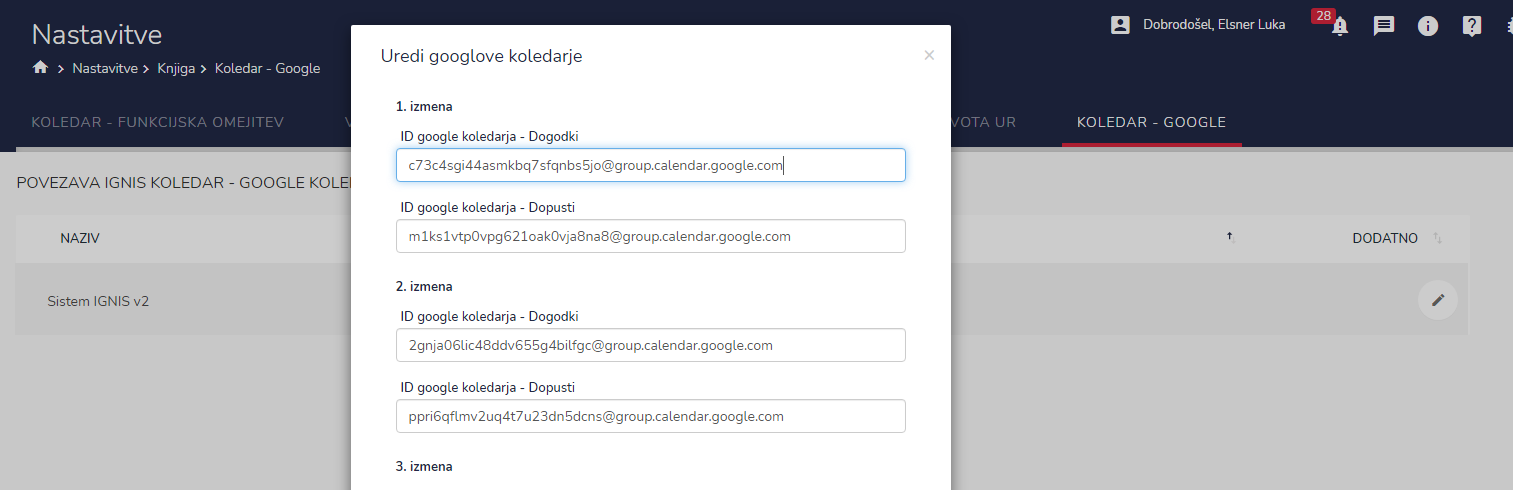 Nastavitve
28
Dobrodošel, Elsner Luka
Nastavitve > Knjiga > Koledar - Google
KOLEDAR - FUNKCIJSKA OMEJITEV
VOTA UR
KOLEDAR - GOOGLE
POVEZAVA IGNIS KOLEDAR - GOOGLE KOLE
NAZIV
DODATNO
Sistem IGNIS v2
Uredi googlove koledarje
×
1. izmena
ID google koledarja - Dogodki
c73c4sgi44asmkbq7sfqnbs5jo@group.calendar.google.com
ID google koledarja - Dopusti
m1ks1vtp0vpg621oak0vja8na8@group.calendar.google.com
2. izmena
ID google koledarja - Dogodki
2gnja06lic48ddv655g4bilfgc@group.calendar.google.com
ID google koledarja - Dopusti
ppri6qflmv2uq4t7u23dn5dcns@group.calendar.google.com
3. izmena